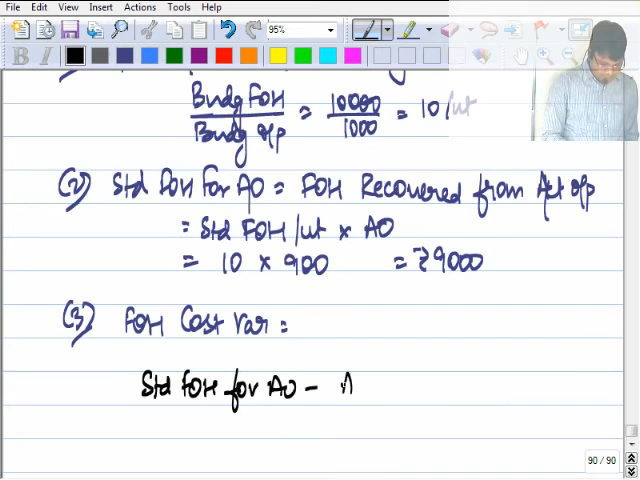 File Edit View Insert Actions Tools Help
95%
Budg FOH / Budg o/p = 10000 / 1000 = 10/ut
(2) Std FOH for AO = FOH Recovered from Act o/p
= Std FOH/ut × AO
= 10 × 900 = ₹9000
(3) FOH Cost Var :
Std FOH for AO –
90 / 90